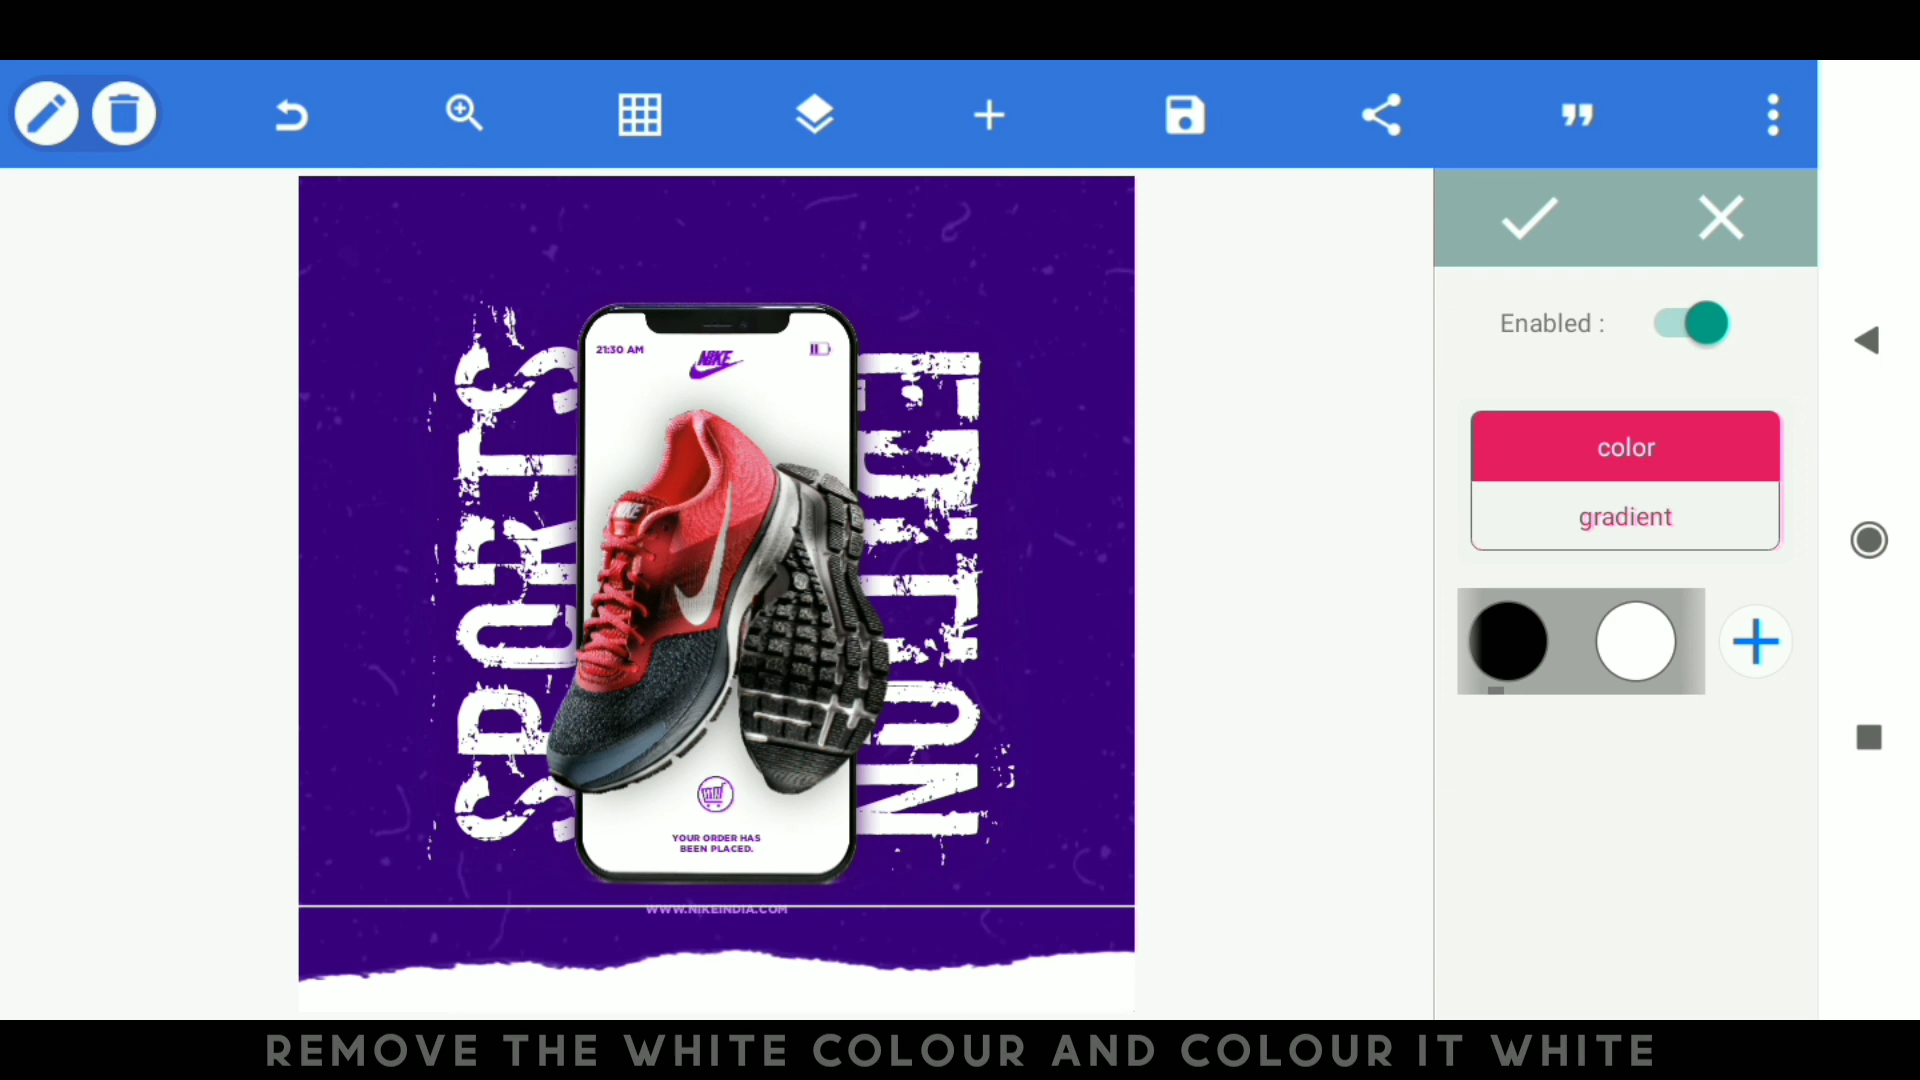 Enabled :
color
gradient
21:30 AM
NIKE
SPORTS
EDITION
NIKE
YOUR ORDER HAS
BEEN PLACED.
WWW.NIKEINDIA.COM
REMOVE THE WHITE COLOUR AND COLOUR IT WHITE